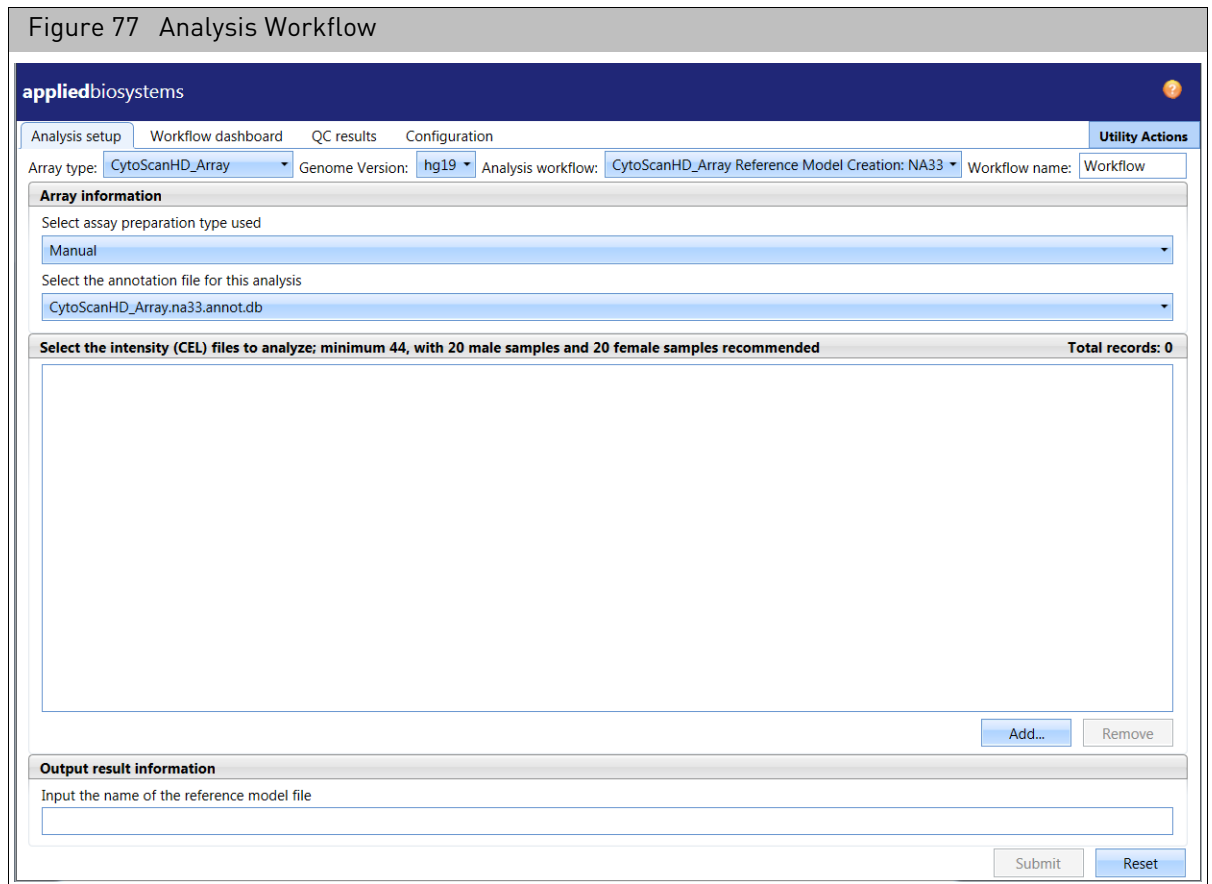 Figure 77 Analysis Workflow
appliedbiosystems
?
Analysis setup Workflow dashboard QC results Configuration Utility Actions
Array type: CytoScanHD_Array Genome Version: hg19 Analysis workflow: CytoScanHD_Array Reference Model Creation: NA33 Workflow name: Workflow
Array information
Select assay preparation type used
Manual
Select the annotation file for this analysis
CytoScanHD_Array.na33.annot.db
Select the intensity (CEL) files to analyze; minimum 44, with 20 male samples and 20 female samples recommended Total records: 0
Add... Remove
Output result information
Input the name of the reference model file
Submit Reset